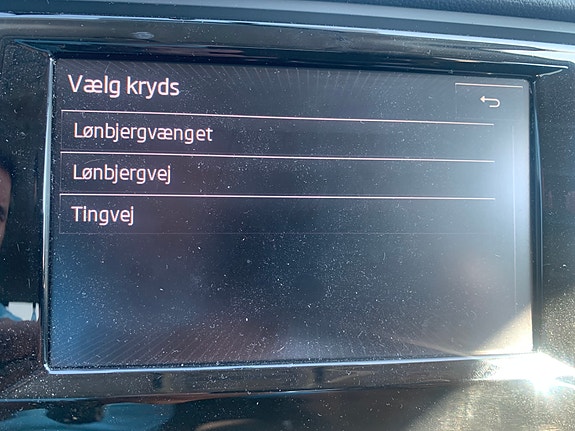 Vælg kryds
Lønbjergvænget
Lønbjergvej
Tingvej